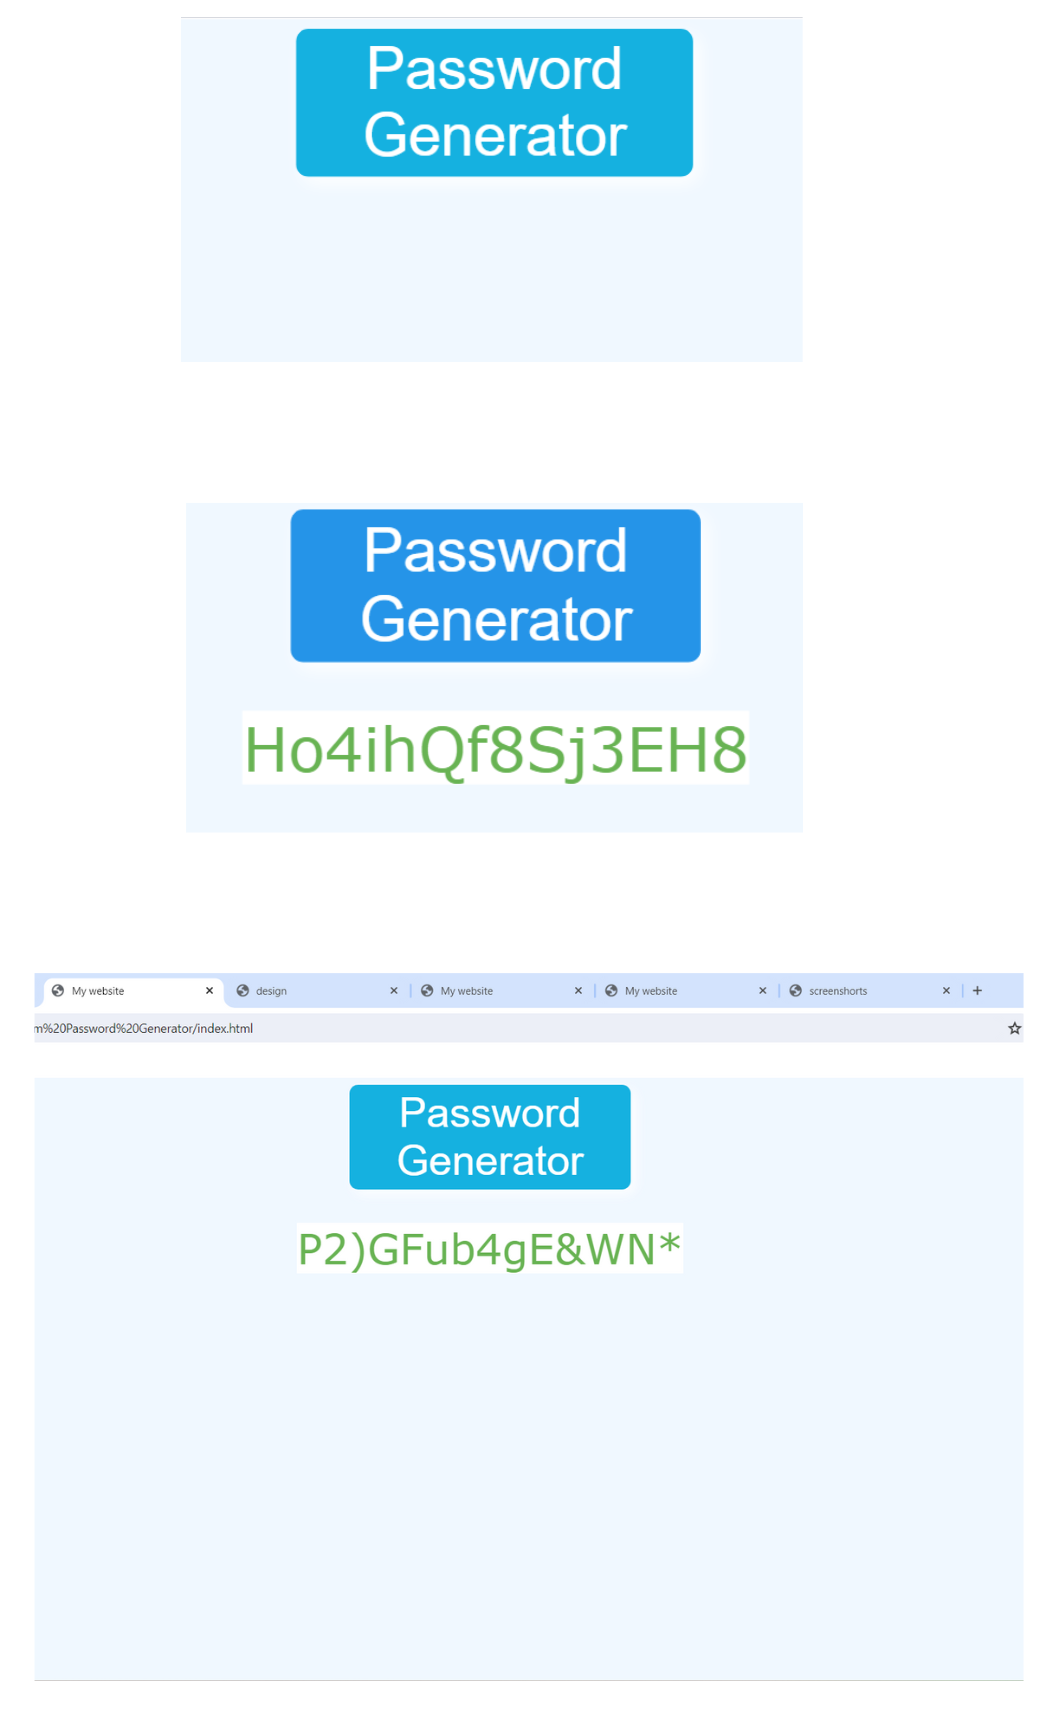 Password
Generator
Password
Generator
Ho4ihQf8Sj3EH8
My website
design
My website
My website
screenshorts
m%20Password%20Generator/index.html
Password
Generator
P2)GFub4gE&WN*